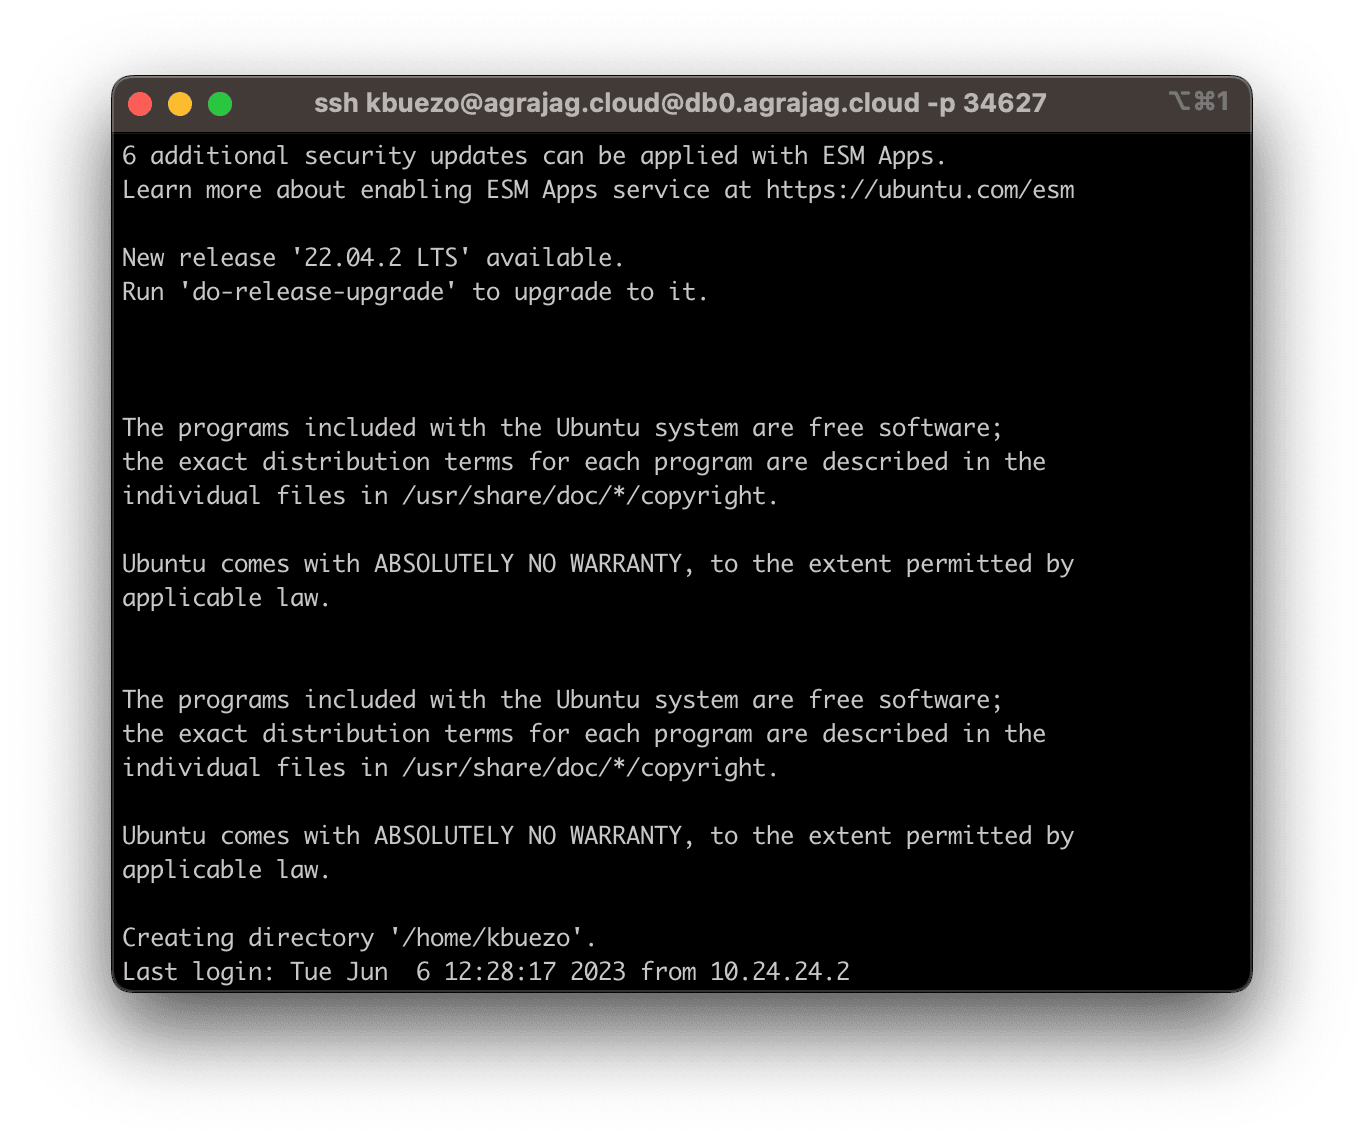 ssh kbuezo@agrajag.cloud@db0.agrajag.cloud -p 34627 ⌥⌘1
6 additional security updates can be applied with ESM Apps.
Learn more about enabling ESM Apps service at https://ubuntu.com/esm
New release '22.04.2 LTS' available.
Run 'do-release-upgrade' to upgrade to it.
The programs included with the Ubuntu system are free software;
the exact distribution terms for each program are described in the
individual files in /usr/share/doc/*/copyright.
Ubuntu comes with ABSOLUTELY NO WARRANTY, to the extent permitted by
applicable law.
The programs included with the Ubuntu system are free software;
the exact distribution terms for each program are described in the
individual files in /usr/share/doc/*/copyright.
Ubuntu comes with ABSOLUTELY NO WARRANTY, to the extent permitted by
applicable law.
Creating directory '/home/kbuezo'.
Last login: Tue Jun  6 12:28:17 2023 from 10.24.24.2